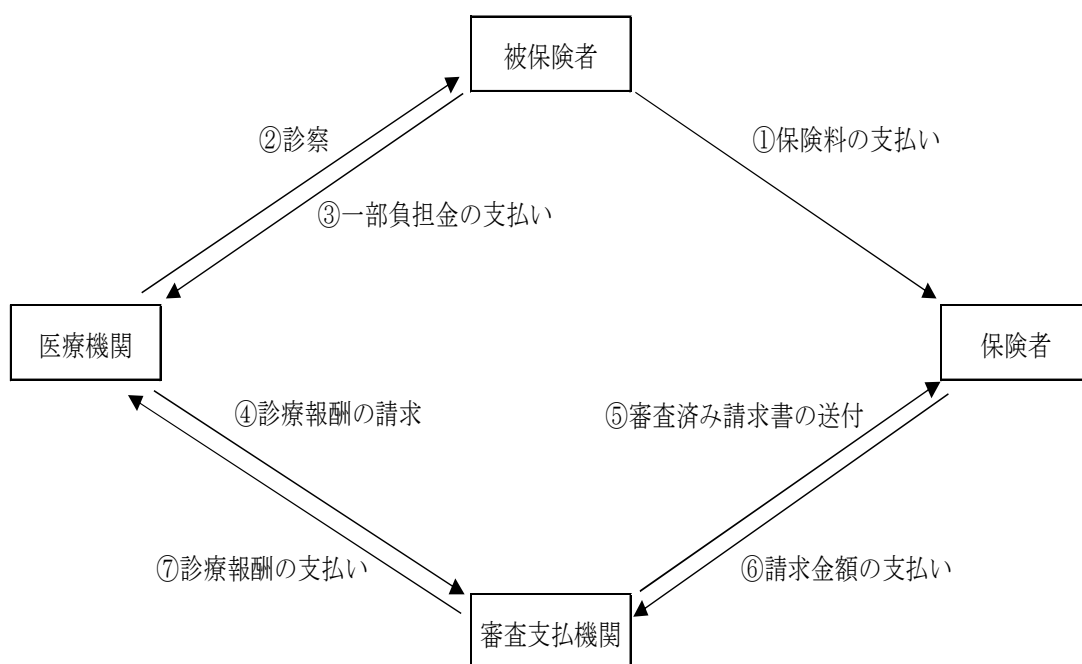 被保険者
②診察
①保険料の支払い
③一部負担金の支払い
医療機関
保険者
④診療報酬の請求
⑤審査済み請求書の送付
⑦診療報酬の支払い
⑥請求金額の支払い
審査支払機関